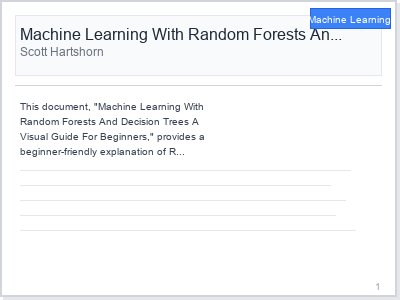 Machine Learning
Machine Learning With Random Forests An...
Scott Hartshorn
This document, "Machine Learning With
Random Forests And Decision Trees A
Visual Guide For Beginners," provides a
beginner-friendly explanation of R...
1